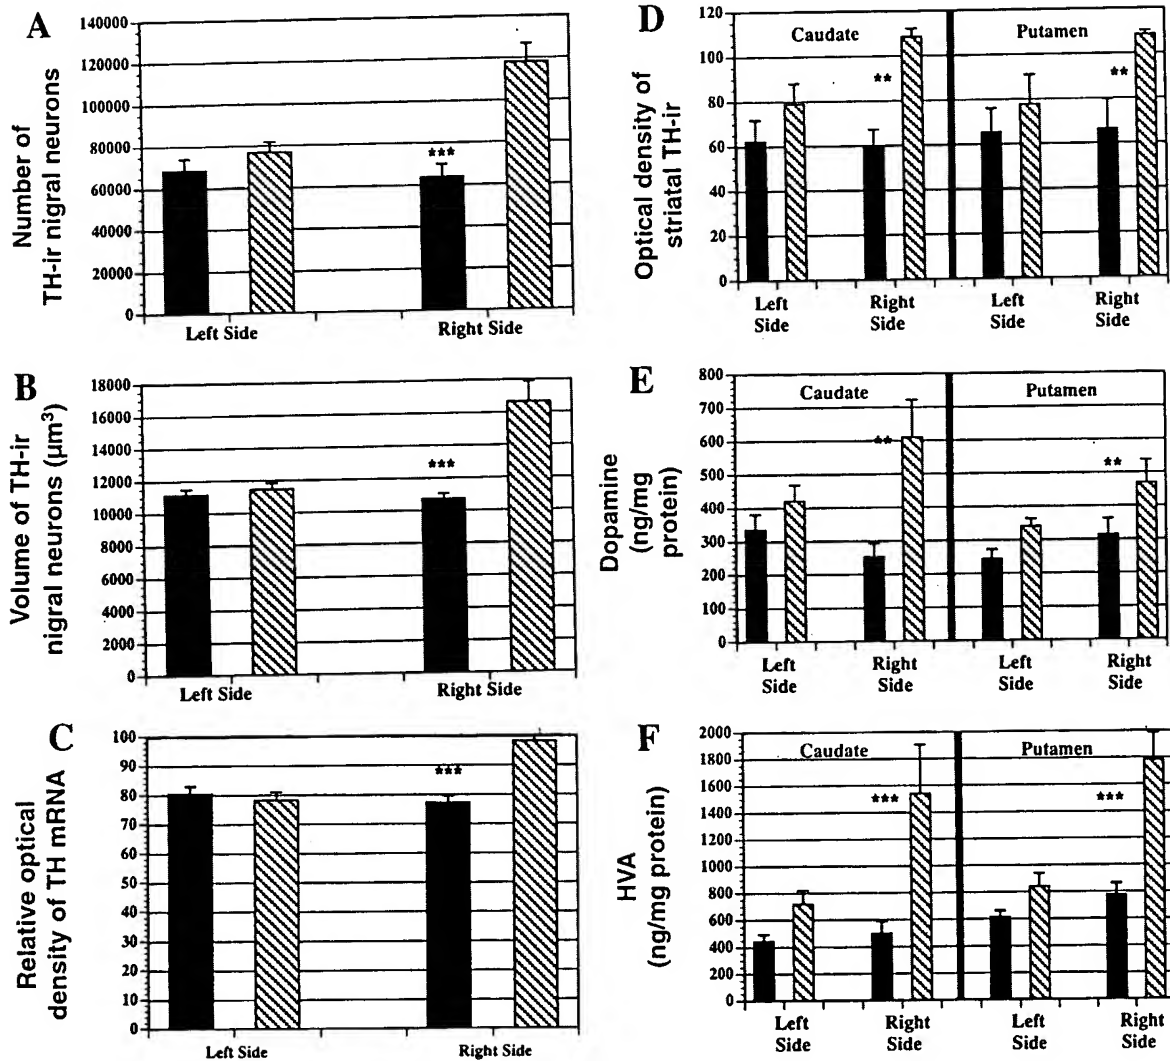 A
Number of
TH-ir nigral neurons
140000
120000
100000
80000
60000
40000
20000
0
***
Left Side
Right Side
B
Volume of TH-ir
nigral neurons (µm³)
18000
16000
14000
12000
10000
8000
6000
4000
2000
0
***
Left Side
Right Side
C
Relative optical
density of TH mRNA
100
90
80
70
60
50
40
30
20
10
0
***
Left Side
Right Side
D
Optical density of
striatal TH-ir
120
100
80
60
40
20
0
Caudate
Putamen
**
**
Left
Side
Right
Side
Left
Side
Right
Side
E
Dopamine
(ng/mg
protein)
800
700
600
500
400
300
200
100
0
Caudate
Putamen
**
**
Left
Side
Right
Side
Left
Side
Right
Side
F
HVA
(ng/mg protein)
2000
1800
1600
1400
1200
1000
800
600
400
200
0
Caudate
Putamen
***
***
Left
Side
Right
Side
Left
Side
Right
Side